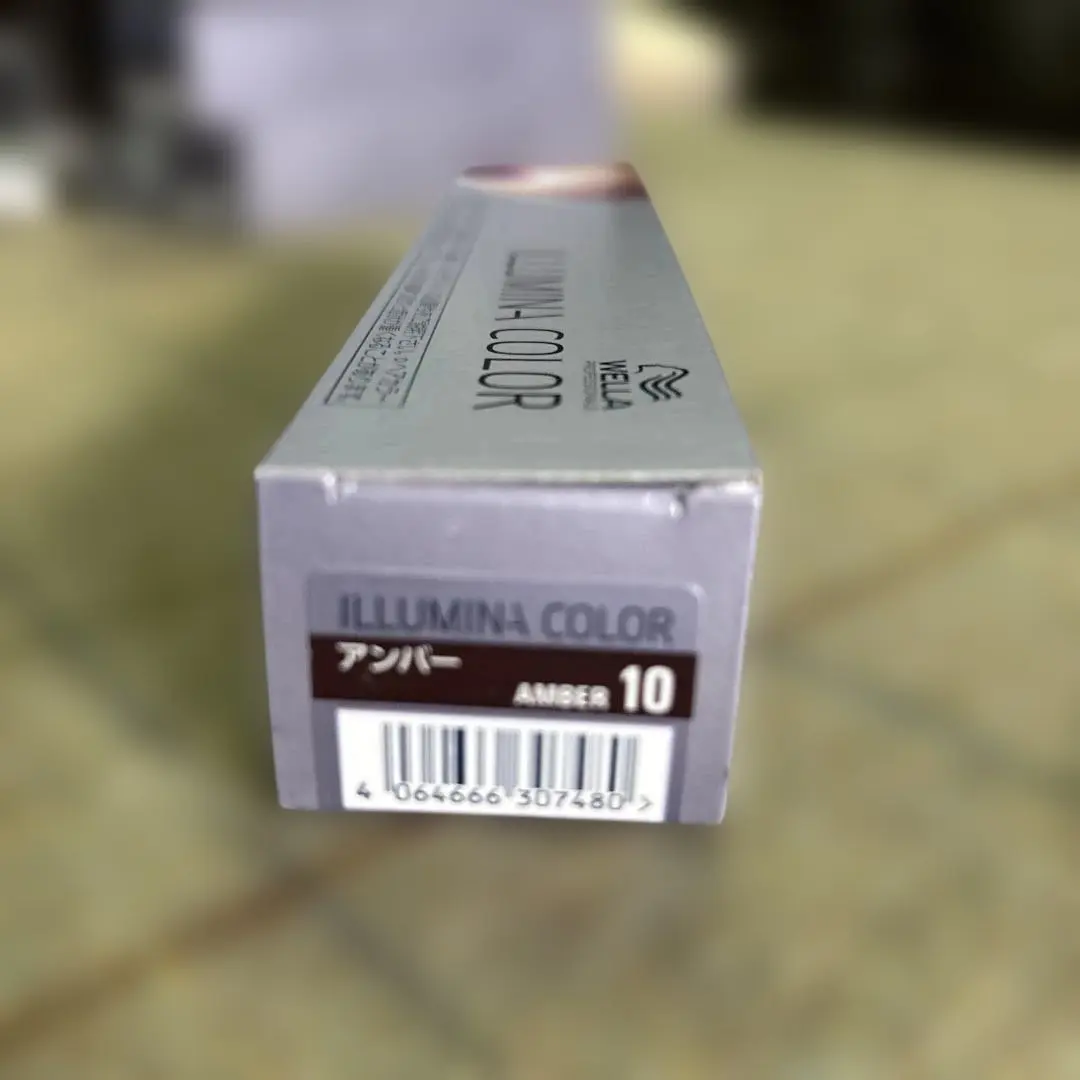 ILLUMINA COLOR
WELLA
PROFESSIONALS
ILLUMINA COLOR
アンバー
AMBER 10
4 064666 307480 >